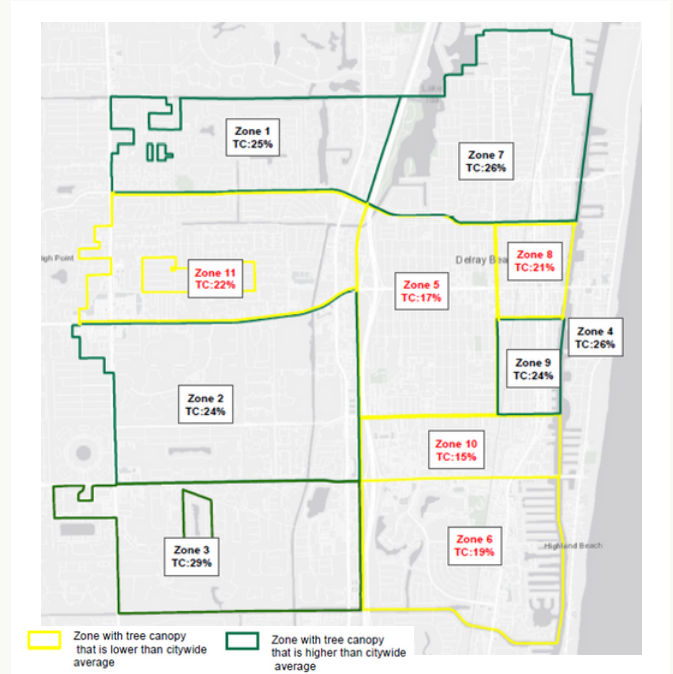 Zone 1
TC:25%
Zone 7
TC:26%
High Point
Delray Bea
Zone 8
TC:21%
Zone 11
TC:22%
Zone 5
TC:17%
Zone 4
TC:26%
Zone 9
TC:24%
Zone 2
TC:24%
Zone 10
TC:15%
Zone 6
TC:19%
Highland Beach
Zone 3
TC:29%
Zone with tree canopy
that is lower than citywide
average
Zone with tree canopy
that is higher than citywide
average